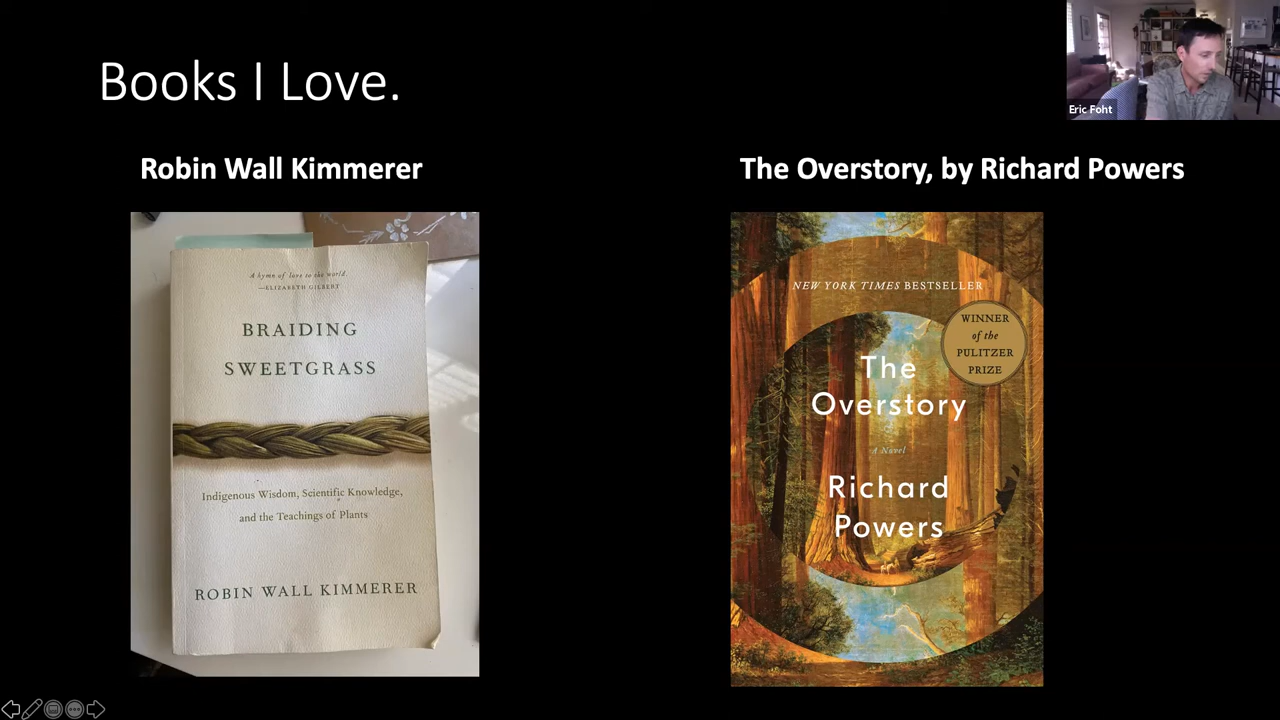 Books I Love.
Eric Foht
Robin Wall Kimmerer
The Overstory, by Richard Powers
A hymn of love to the world.
—ELIZABETH GILBERT
BRAIDING
SWEETGRASS
Indigenous Wisdom, Scientific Knowledge,
and the Teachings of Plants
ROBIN WALL KIMMERER
NEW YORK TIMES BESTSELLER
WINNER
of the
PULITZER
PRIZE
The
Overstory
A Novel
Richard
Powers